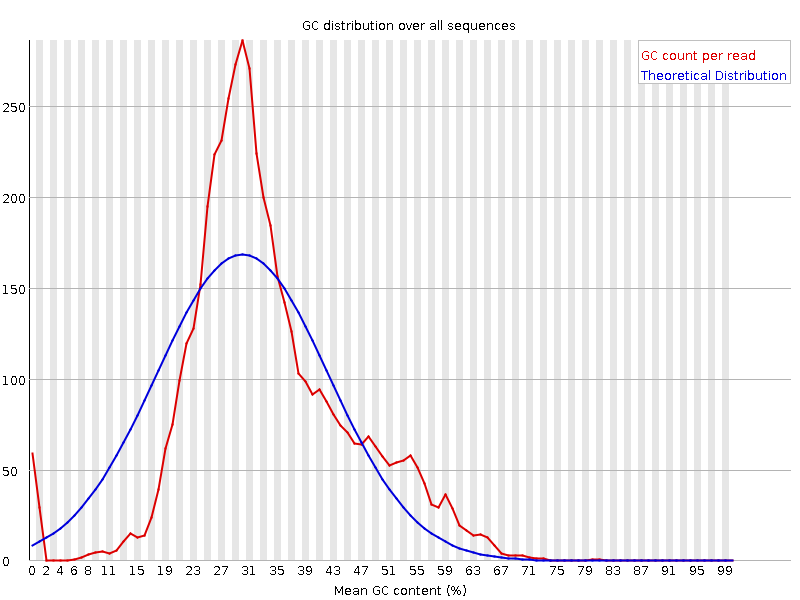 GC distribution over all sequences
GC count per read
Theoretical Distribution
250
200
150
100
50
0
0 2 4 6 8 11 15 19 23 27 31 35 39 43 47 51 55 59 63 67 71 75 79 83 87 91 95 99
Mean GC content (%)